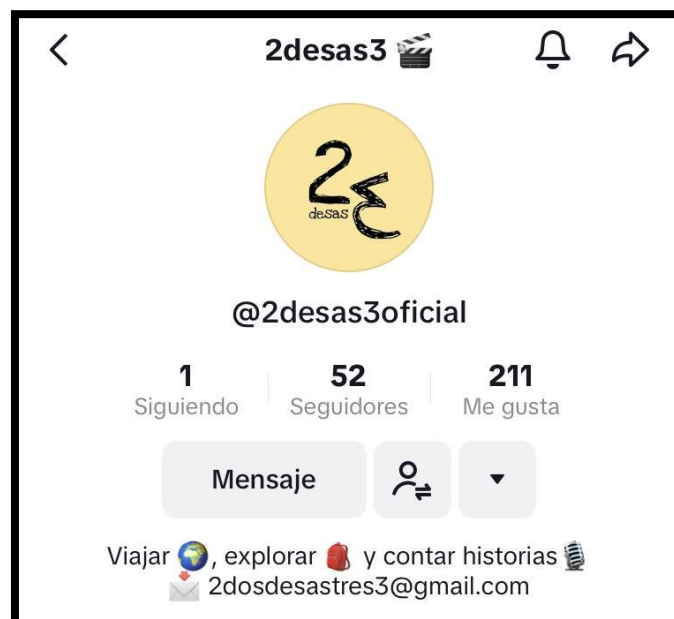 2desas3 🎬
2 3
desas
@2desas3oficial
1 52 211
Siguiendo Seguidores Me gusta
Mensaje
Viajar 🌍, explorar 🎒 y contar historias 🎙️
📩 2dosdesastres3@gmail.com